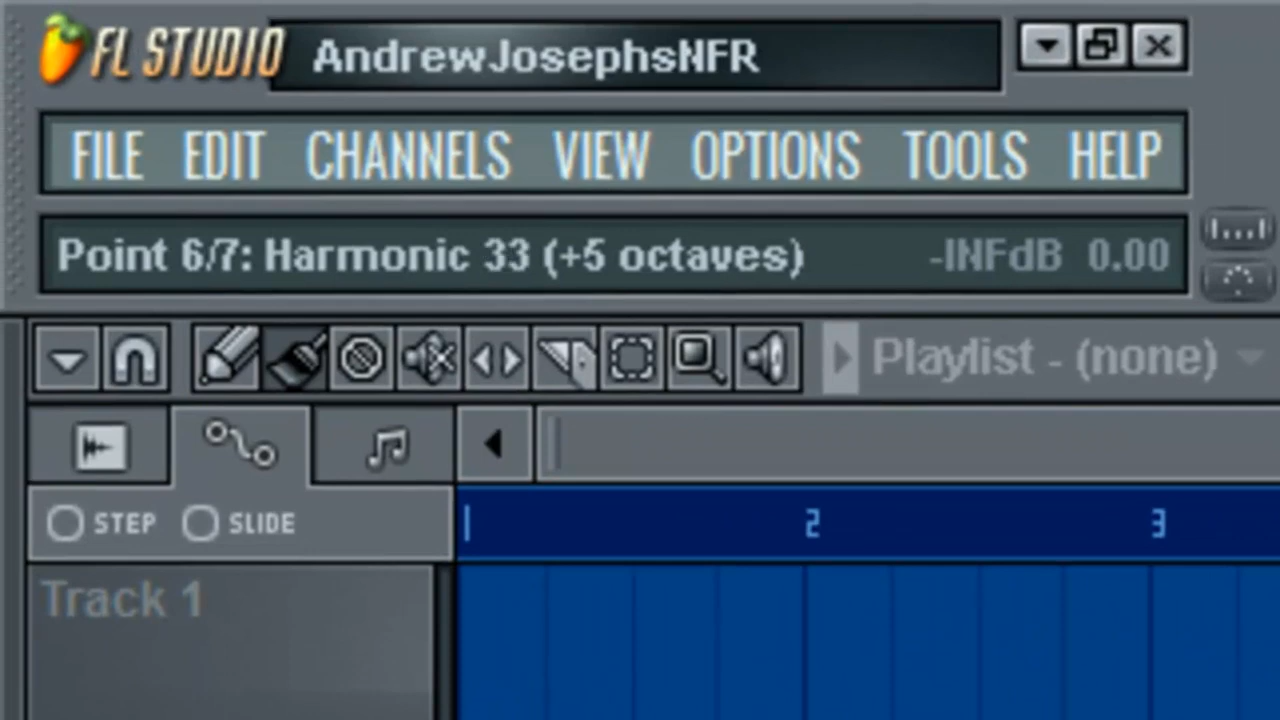 FL STUDIO AndrewJosephsNFR
FILE EDIT CHANNELS VIEW OPTIONS TOOLS HELP
Point 6/7: Harmonic 33 (+5 octaves) -INFdB 0.00
Playlist - (none)
STEP SLIDE 2 3
Track 1